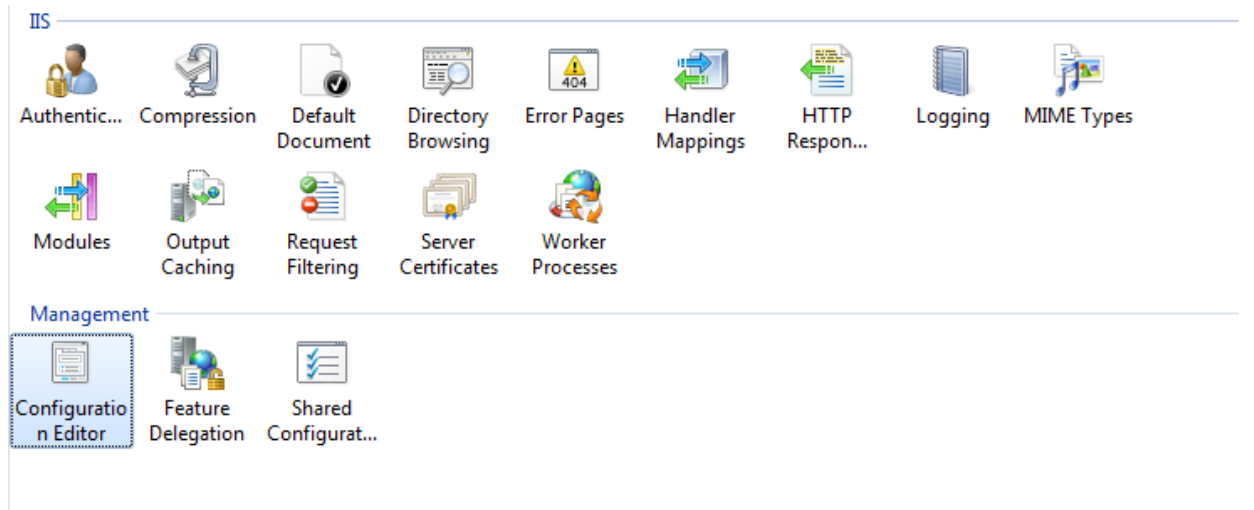 IIS
Authentic... Compression Default Document Directory Browsing Error Pages Handler Mappings HTTP Respon... Logging MIME Types
404
Modules Output Caching Request Filtering Server Certificates Worker Processes
Management
Configuratio n Editor Feature Delegation Shared Configurat...